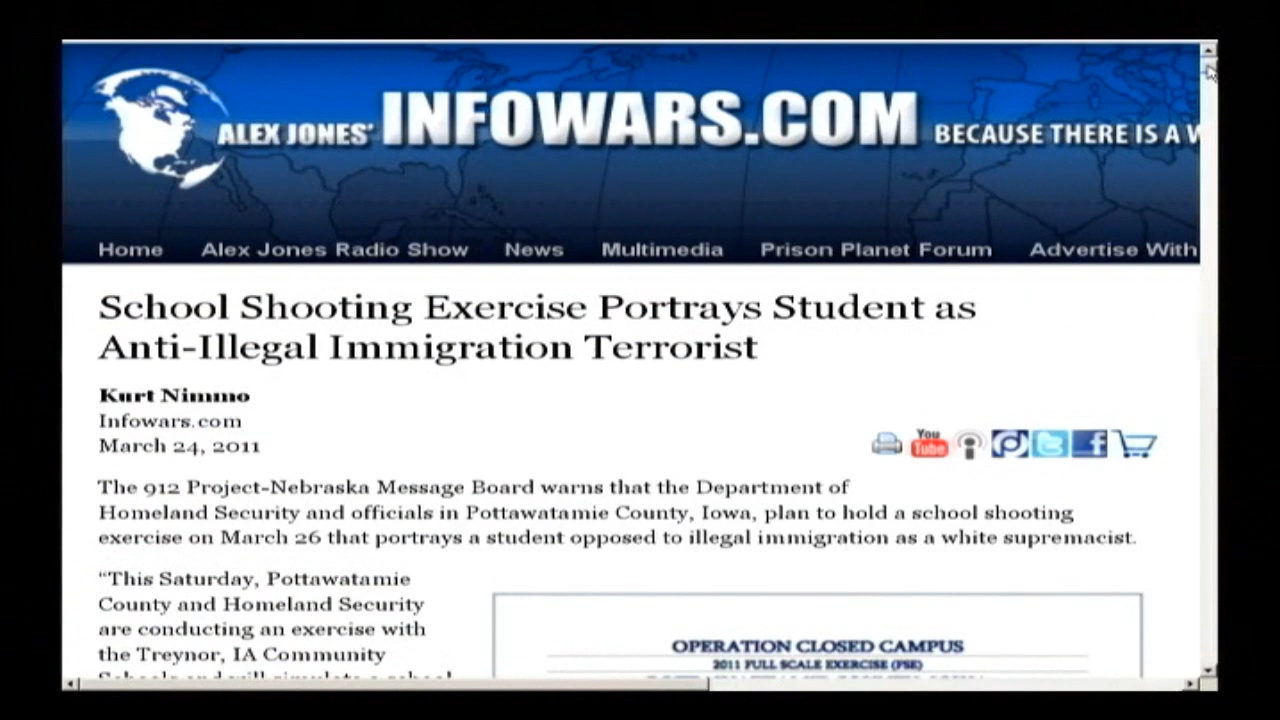 ALEX JONES' INFOWARS.COM BECAUSE THERE IS A
Home Alex Jones Radio Show News Multimedia Prison Planet Forum Advertise With
School Shooting Exercise Portrays Student as
Anti-Illegal Immigration Terrorist
Kurt Nimmo
Infowars.com
March 24, 2011
You
Tube
The 912 Project-Nebraska Message Board warns that the Department of
Homeland Security and officials in Pottawatamie County, Iowa, plan to hold a school shooting
exercise on March 26 that portrays a student opposed to illegal immigration as a white supremacist.
“This Saturday, Pottawatamie
County and Homeland Security
are conducting an exercise with
the Treynor, IA Community
OPERATION CLOSED CAMPUS
2011 FULL SCALE EXERCISE (FSE)